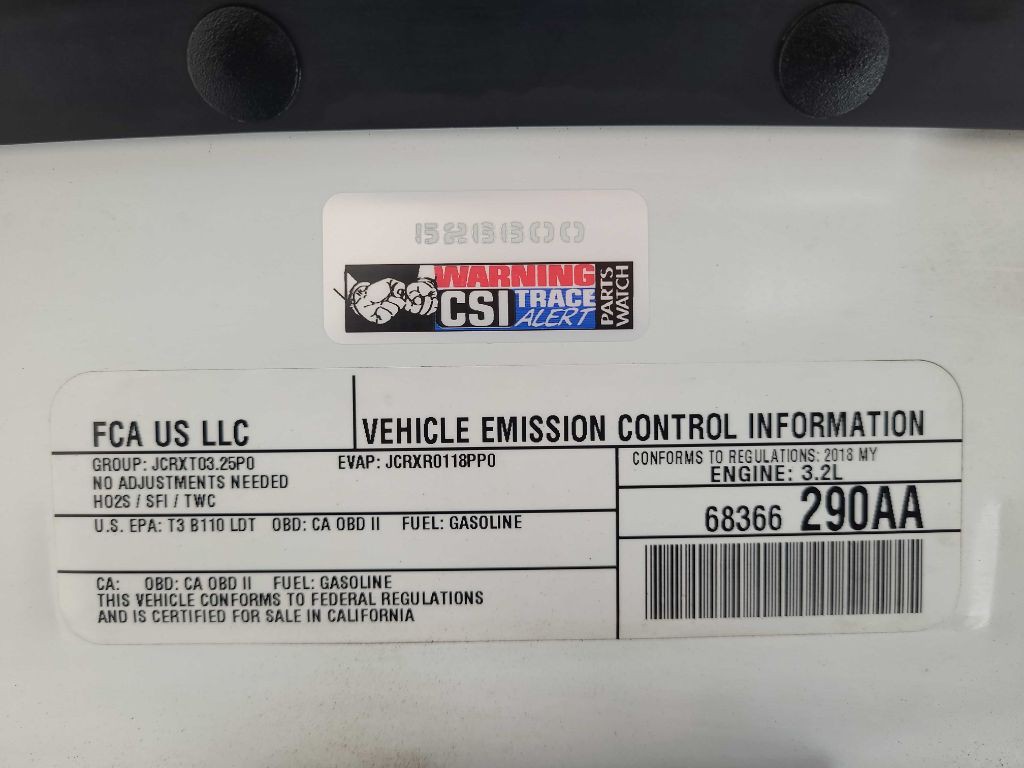 WARNING
CSI TRACE
ALERT
PARTS
WATCH
FCA US LLC
VEHICLE EMISSION CONTROL INFORMATION
GROUP: JCRXT03.25P0
EVAP: JCRXR0118PP0
NO ADJUSTMENTS NEEDED
HO2S / SFI / TWC
CONFORMS TO REGULATIONS: 2018 MY
ENGINE: 3.2L
68366 290AA
U.S. EPA: T3 B110 LDT OBD: CA OBD II FUEL: GASOLINE
CA: OBD: CA OBD II FUEL: GASOLINE
THIS VEHICLE CONFORMS TO FEDERAL REGULATIONS
AND IS CERTIFIED FOR SALE IN CALIFORNIA